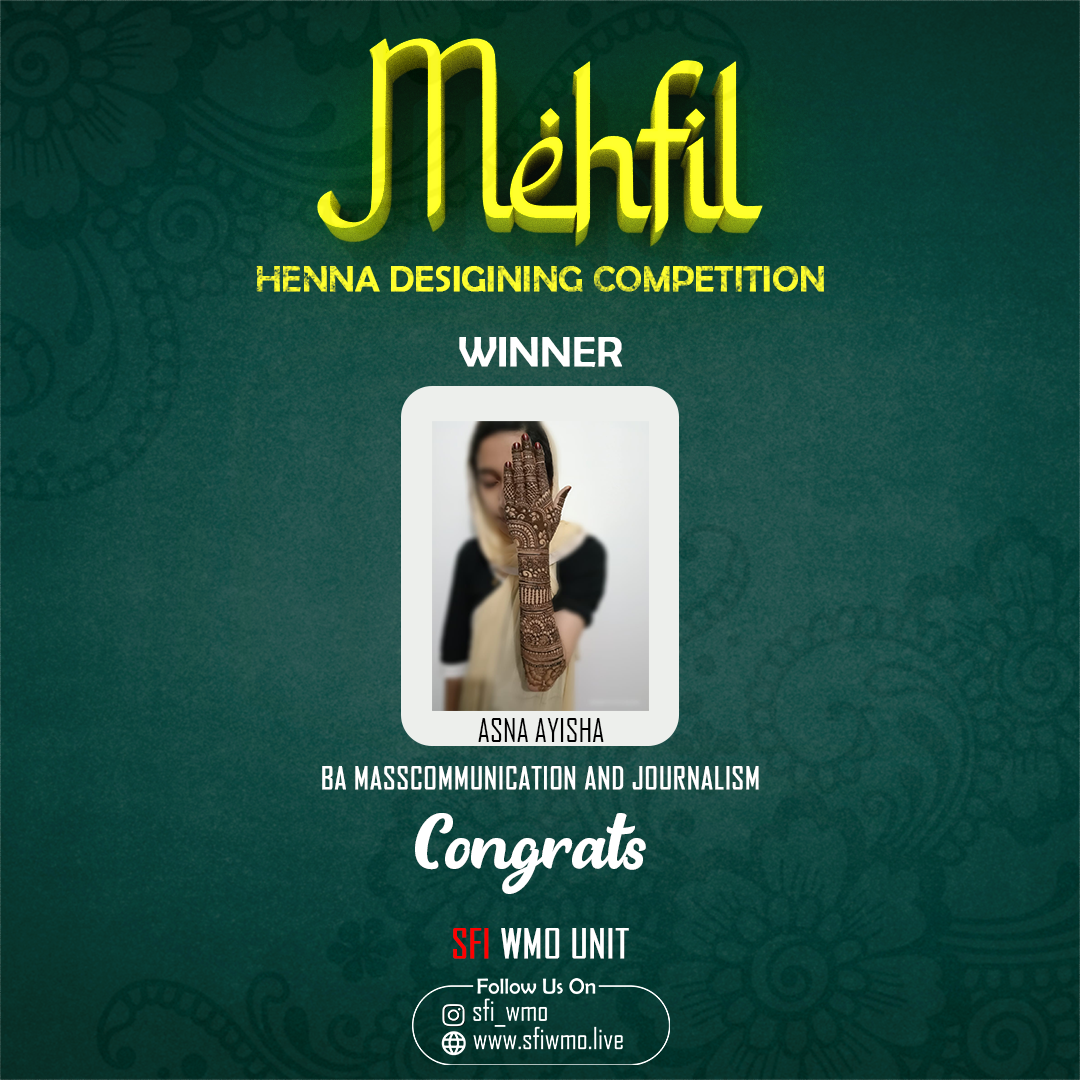 Mehfil
HENNA DESIGINING COMPETITION
WINNER
ASNA AYISHA
BA MASSCOMMUNICATION AND JOURNALISM
Congrats
SFI WMO UNIT
Follow Us On
sfi_wmo
www.sfiwmo.live